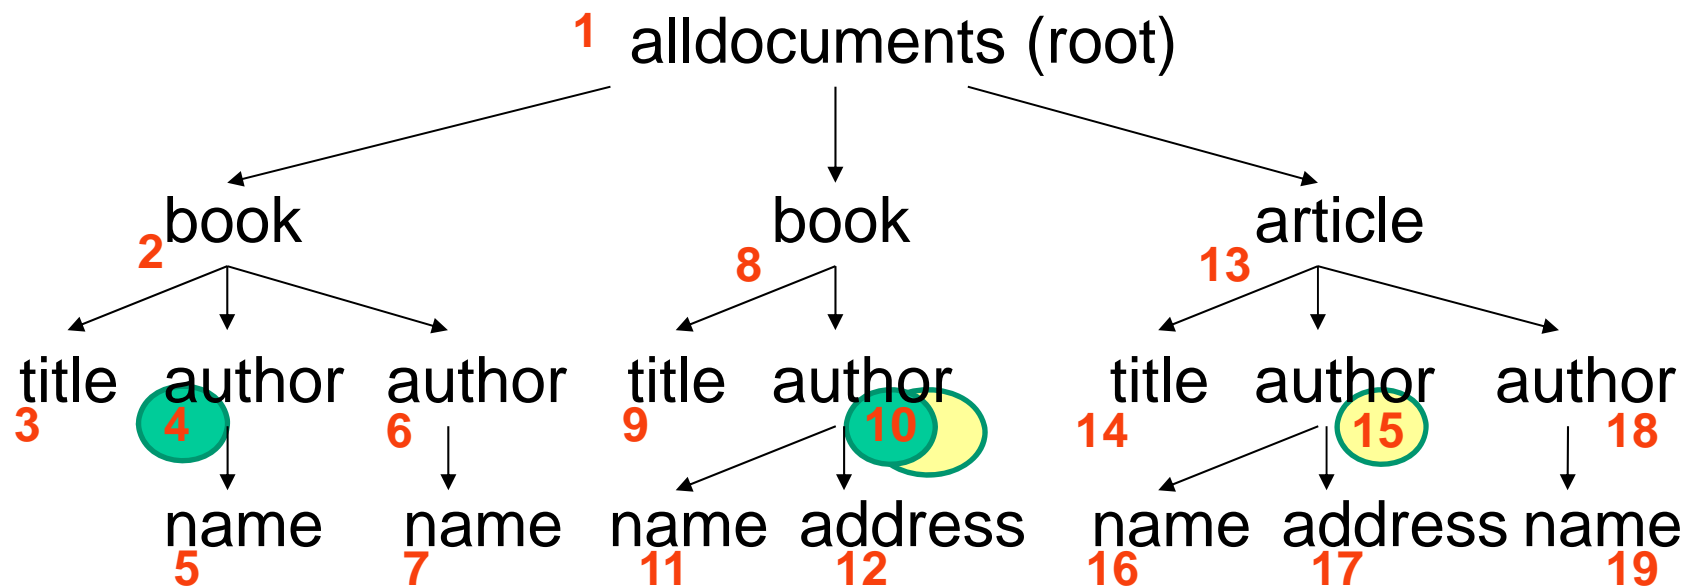 1 alldocuments (root)
book book article
2 8 13
title author author title author title author author
3 4 6 9 10 14 15 18
name name name address name address name
5 7 11 12 16 17 19